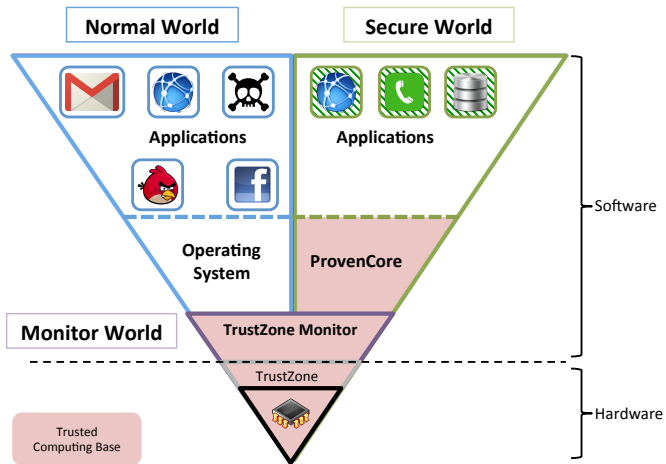 Normal World
Secure World
Applications
Applications
f
Operating
System
ProvenCore
Software
Monitor World
TrustZone Monitor
TrustZone
Hardware
Trusted
Computing Base